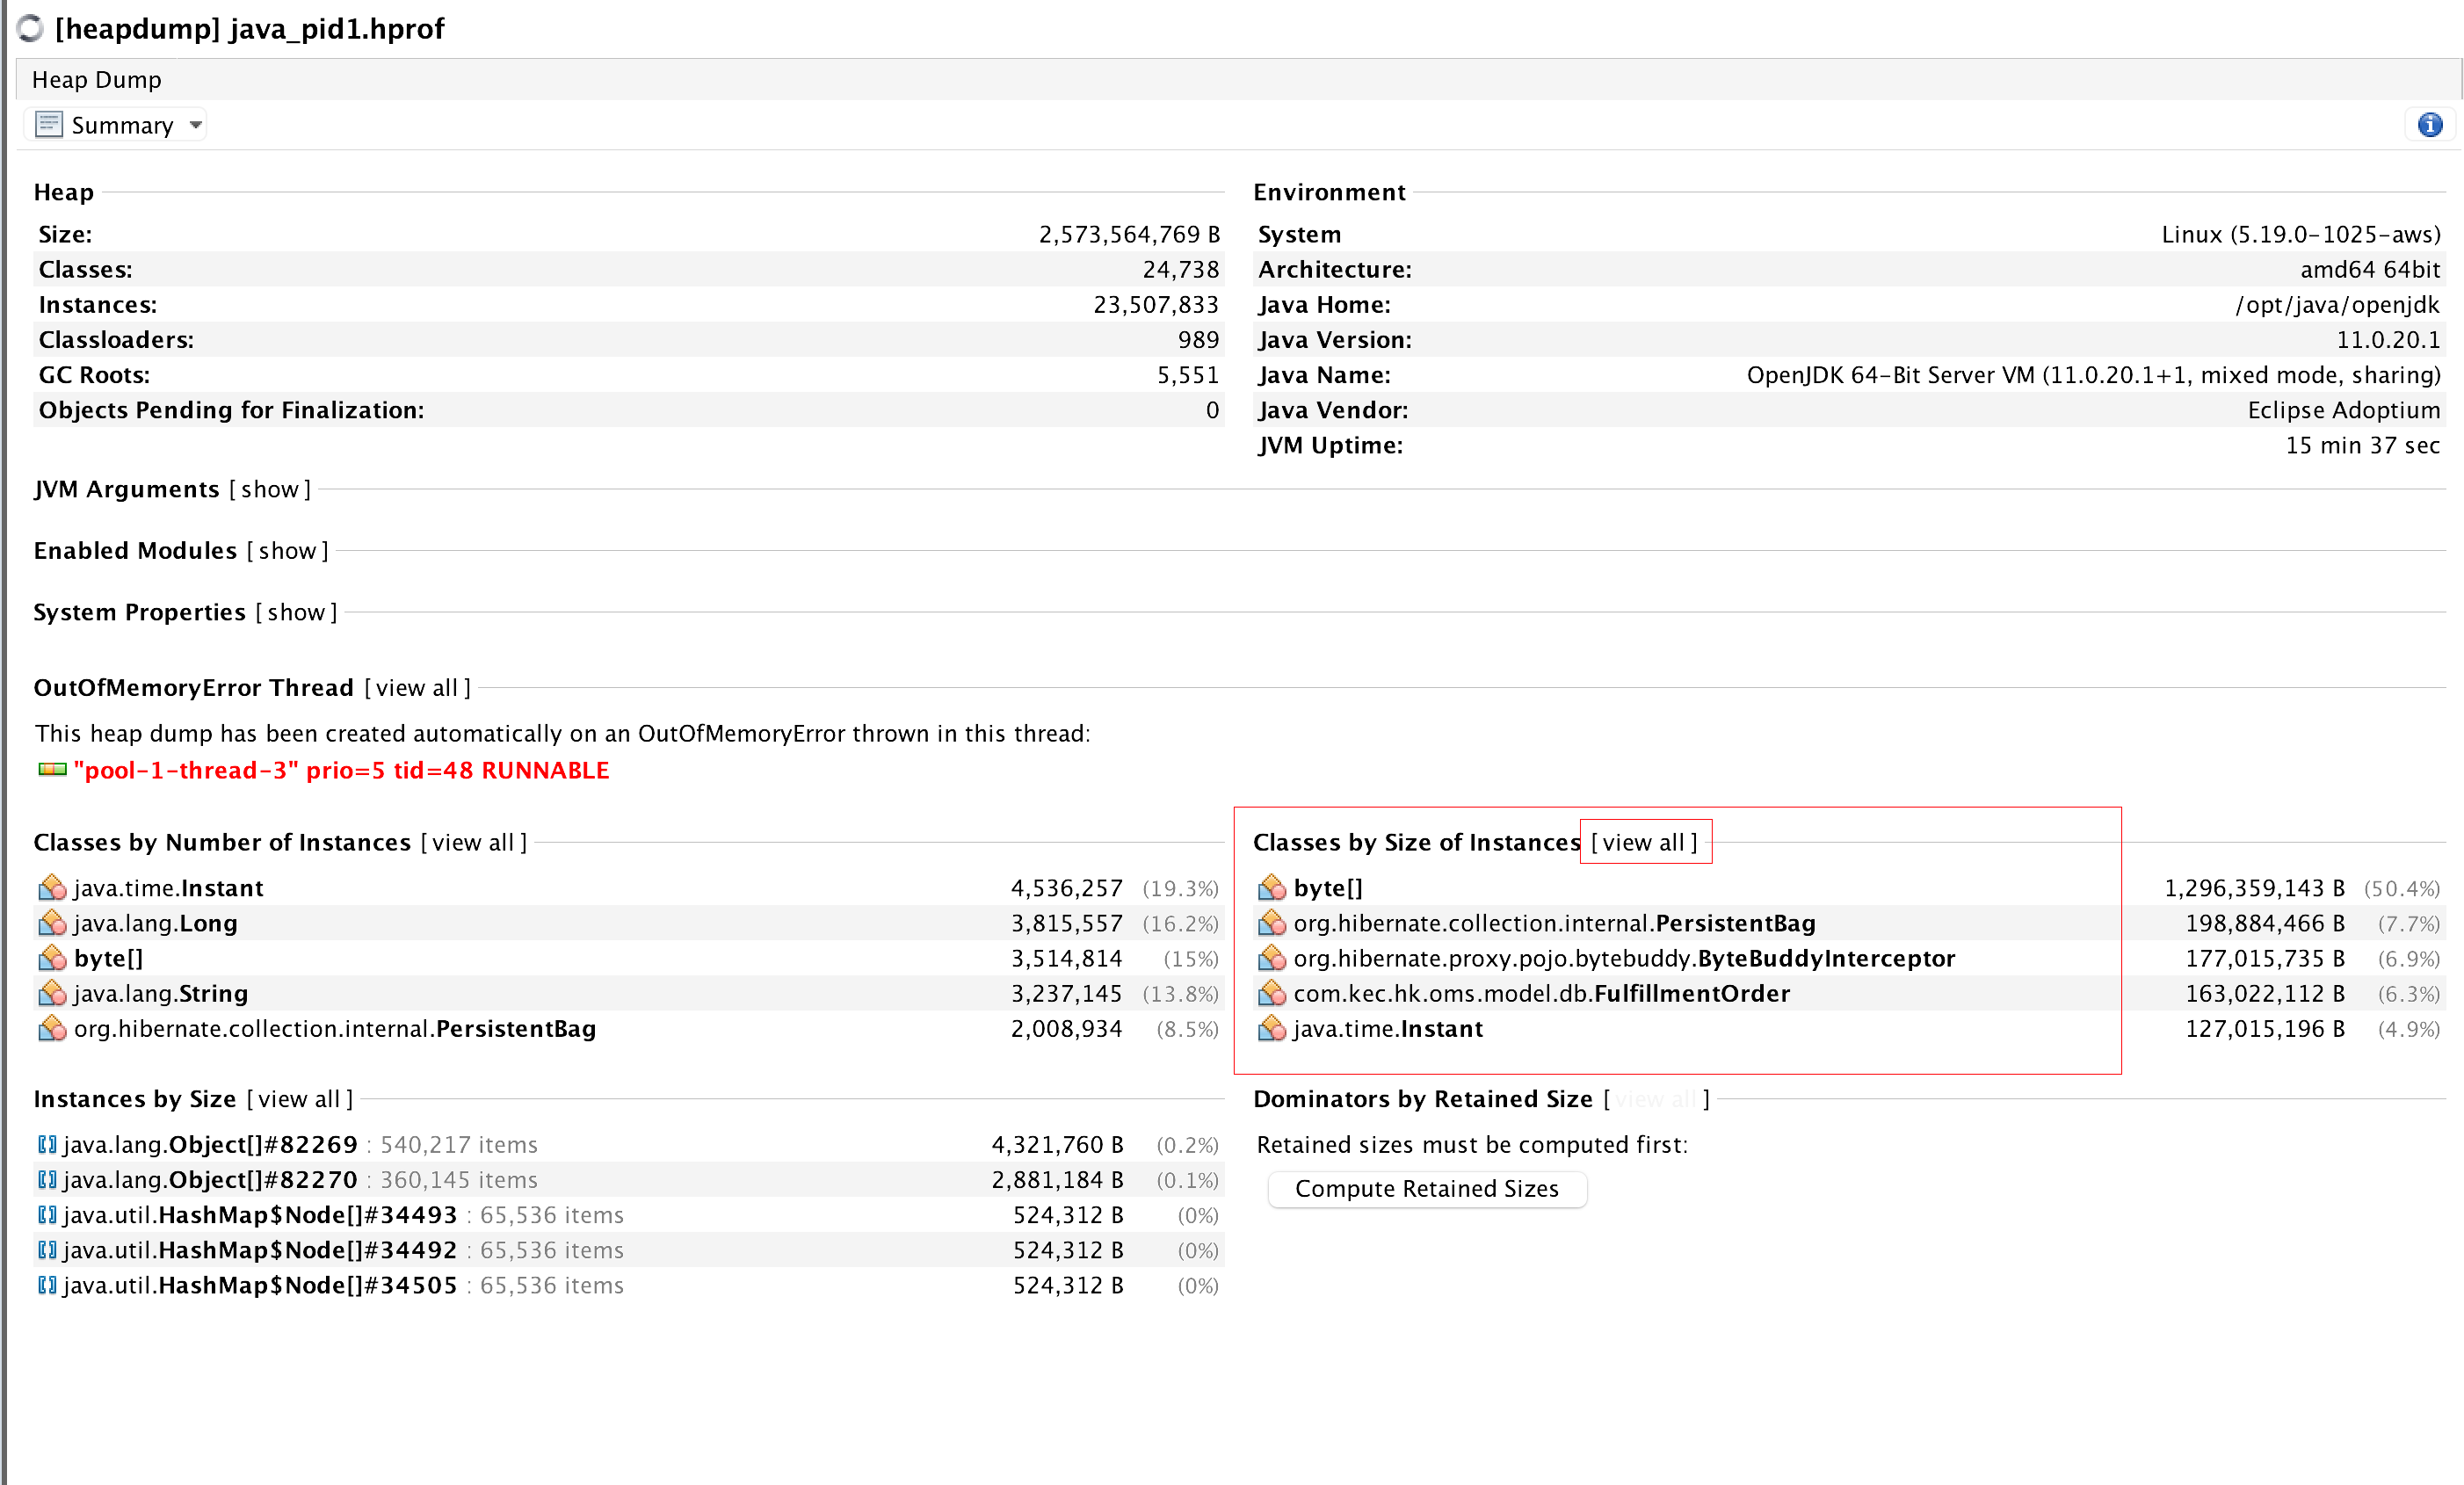 [heapdump] java_pid1.hprof
Heap Dump
Summary
Heap
Size: 2,573,564,769 B
Classes: 24,738
Instances: 23,507,833
Classloaders: 989
GC Roots: 5,551
Objects Pending for Finalization: 0
Environment
System Linux (5.19.0-1025-aws)
Architecture: amd64 64bit
Java Home: /opt/java/openjdk
Java Version: 11.0.20.1
Java Name: OpenJDK 64-Bit Server VM (11.0.20.1+1, mixed mode, sharing)
Java Vendor: Eclipse Adoptium
JVM Uptime: 15 min 37 sec
JVM Arguments [ show ]
Enabled Modules [ show ]
System Properties [ show ]
OutOfMemoryError Thread [ view all ]
This heap dump has been created automatically on an OutOfMemoryError thrown in this thread:
"pool-1-thread-3" prio=5 tid=48 RUNNABLE
Classes by Number of Instances [ view all ]
java.time.Instant 4,536,257 (19.3%)
java.lang.Long 3,815,557 (16.2%)
byte[] 3,514,814 (15%)
java.lang.String 3,237,145 (13.8%)
org.hibernate.collection.internal.PersistentBag 2,008,934 (8.5%)
Classes by Size of Instances [ view all ]
byte[] 1,296,359,143 B (50.4%)
org.hibernate.collection.internal.PersistentBag 198,884,466 B (7.7%)
org.hibernate.proxy.pojo.bytebuddy.ByteBuddyInterceptor 177,015,735 B (6.9%)
com.kec.hk.oms.model.db.FulfillmentOrder 163,022,112 B (6.3%)
java.time.Instant 127,015,196 B (4.9%)
Instances by Size [ view all ]
java.lang.Object[]#82269 : 540,217 items 4,321,760 B (0.2%)
java.lang.Object[]#82270 : 360,145 items 2,881,184 B (0.1%)
java.util.HashMap$Node[]#34493 : 65,536 items 524,312 B (0%)
java.util.HashMap$Node[]#34492 : 65,536 items 524,312 B (0%)
java.util.HashMap$Node[]#34505 : 65,536 items 524,312 B (0%)
Dominators by Retained Size [ view all ]
Retained sizes must be computed first:
Compute Retained Sizes